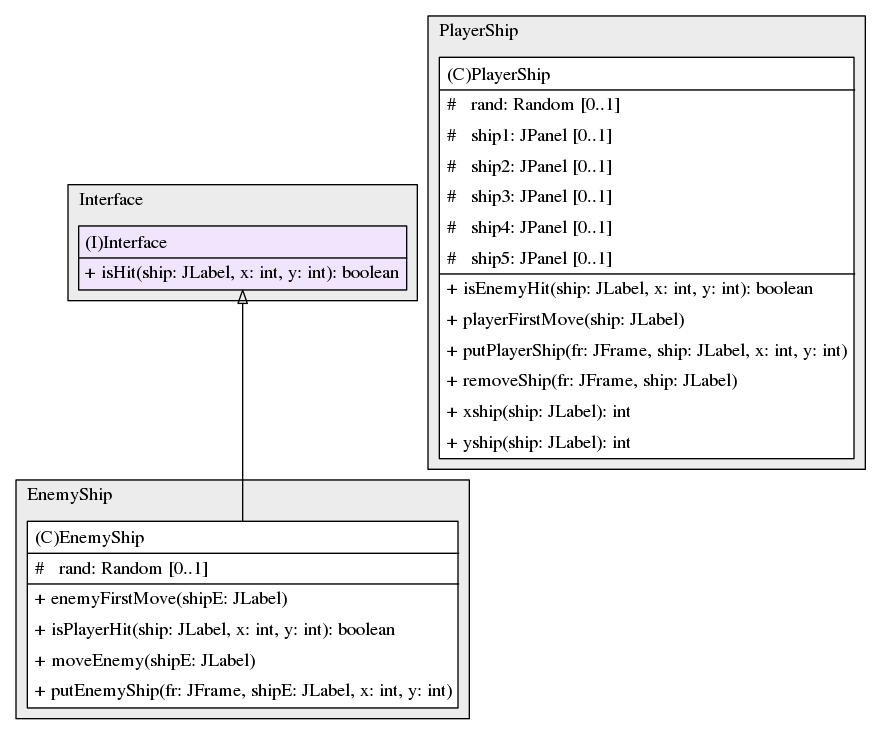 PlayerShip
(C)PlayerShip
# rand: Random [0..1]
# ship1: JPanel [0..1]
# ship2: JPanel [0..1]
# ship3: JPanel [0..1]
# ship4: JPanel [0..1]
# ship5: JPanel [0..1]
+ isEnemyHit(ship: JLabel, x: int, y: int): boolean
+ playerFirstMove(ship: JLabel)
+ putPlayerShip(fr: JFrame, ship: JLabel, x: int, y: int)
+ removeShip(fr: JFrame, ship: JLabel)
+ xship(ship: JLabel): int
+ yship(ship: JLabel): int
Interface
(I)Interface
+ isHit(ship: JLabel, x: int, y: int): boolean
EnemyShip
(C)EnemyShip
# rand: Random [0..1]
+ enemyFirstMove(shipE: JLabel)
+ isPlayerHit(ship: JLabel, x: int, y: int): boolean
+ moveEnemy(shipE: JLabel)
+ putEnemyShip(fr: JFrame, shipE: JLabel, x: int, y: int)